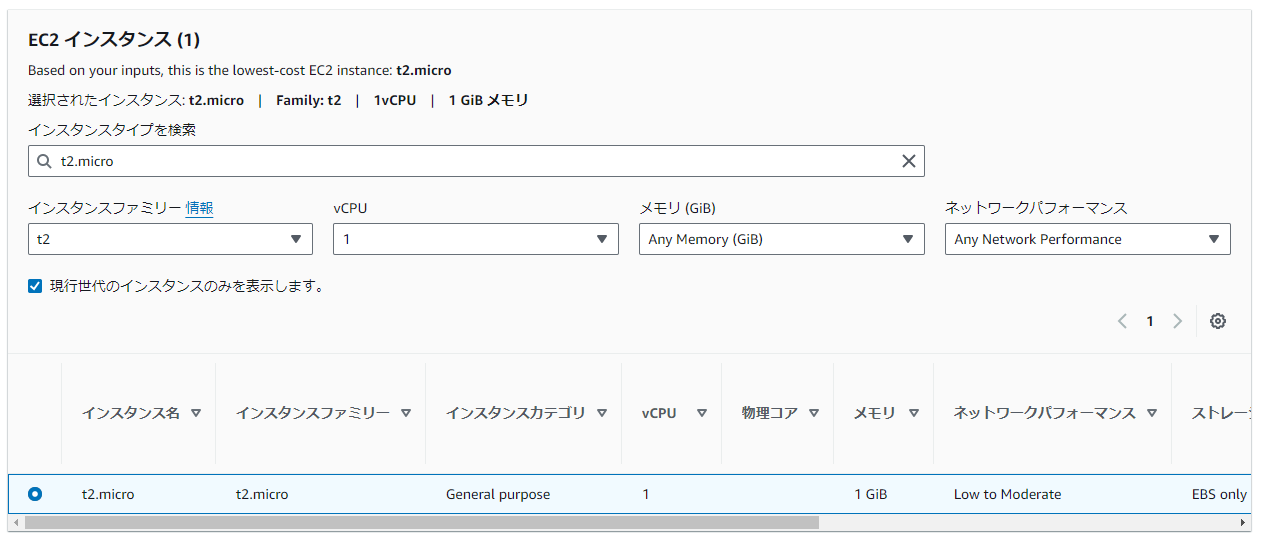 EC2 インスタンス (1)
Based on your inputs, this is the lowest-cost EC2 instance: t2.micro
選択されたインスタンス: t2.micro | Family: t2 | 1vCPU | 1 GiB メモリ
インスタンスタイプを検索
t2.micro
インスタンスファミリー 情報 vCPU メモリ (GiB) ネットワークパフォーマンス
t2 1 Any Memory (GiB) Any Network Performance
現行世代のインスタンスのみを表示します。
1
インスタンス名 インスタンスファミリー インスタンスカテゴリ vCPU 物理コア メモリ ネットワークパフォーマンス ストレー
t2.micro t2.micro General purpose 1 1 GiB Low to Moderate EBS only